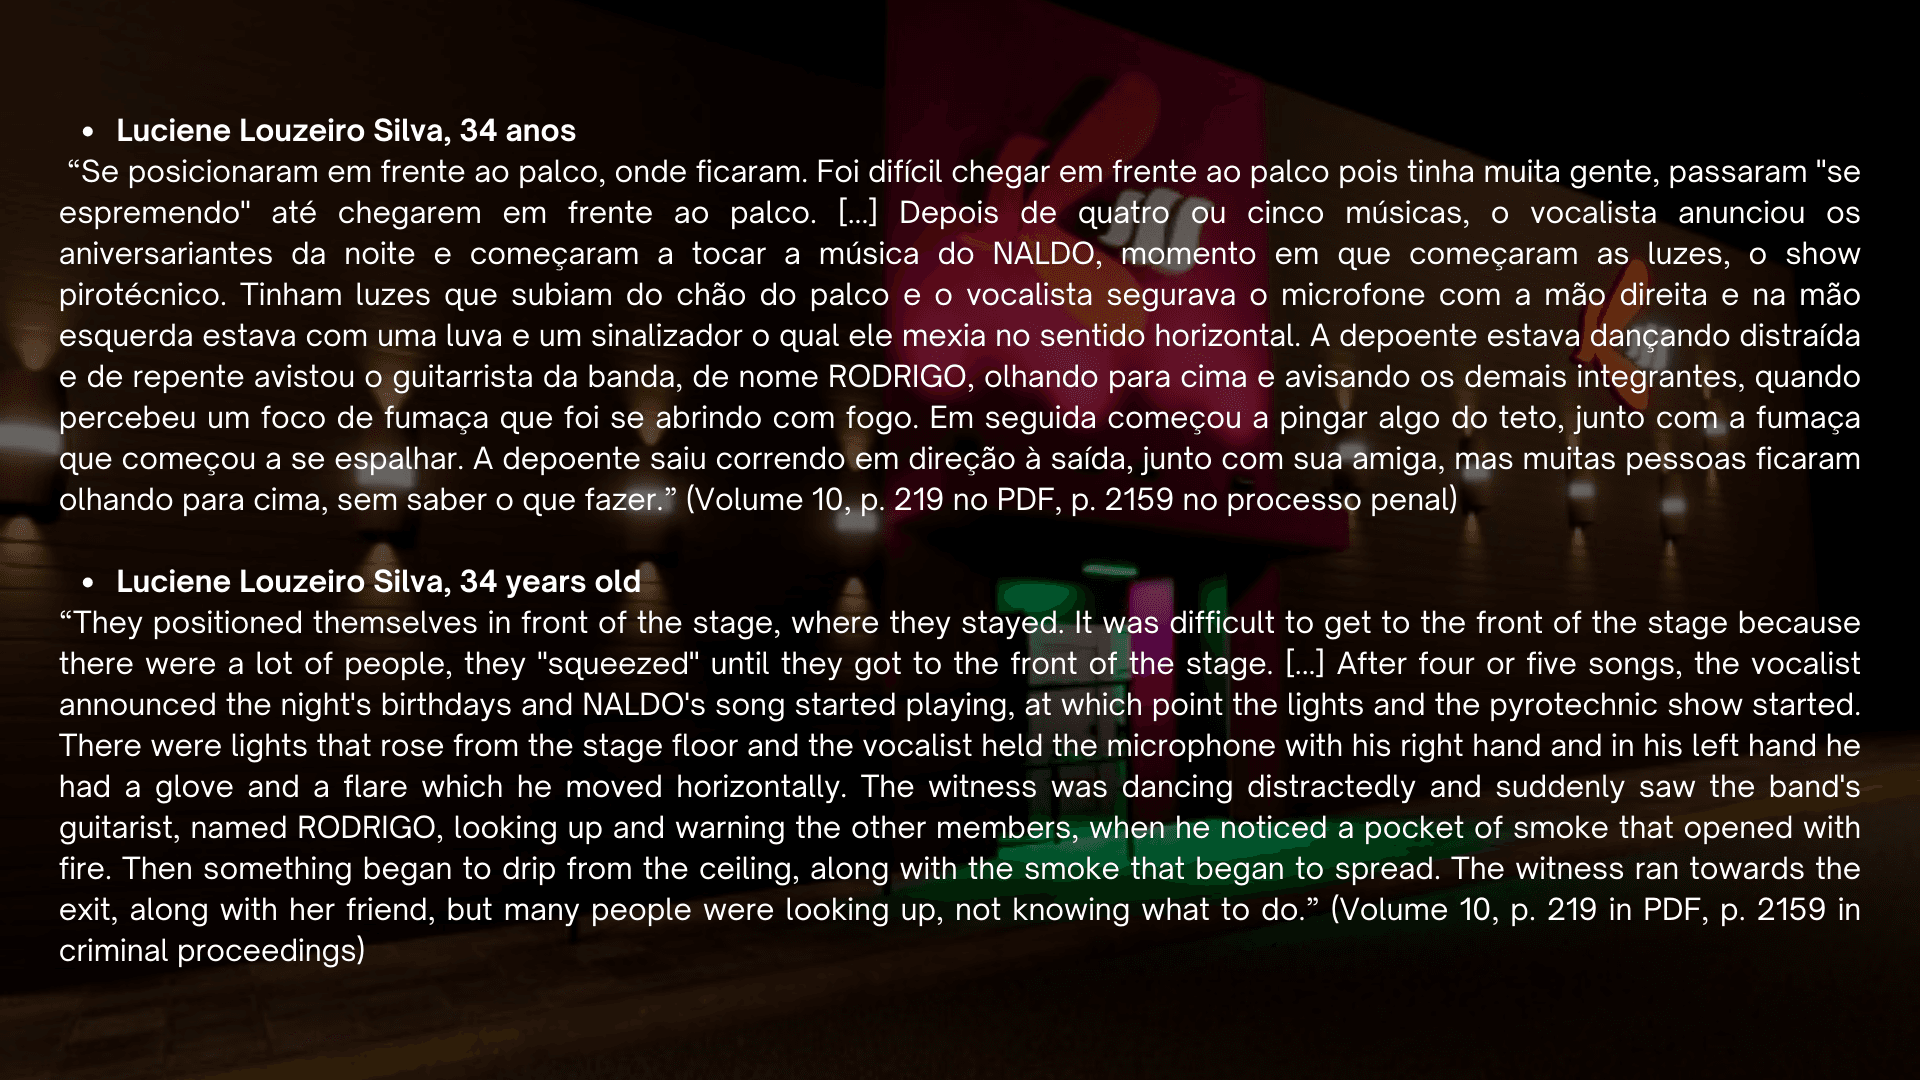 • Luciene Louzeiro Silva, 34 anos
“Se posicionaram em frente ao palco, onde ficaram. Foi difícil chegar em frente ao palco pois tinha muita gente, passaram "se
espremendo" até chegarem em frente ao palco. [...] Depois de quatro ou cinco músicas, o vocalista anunciou os
aniversariantes da noite e começaram a tocar a música do NALDO, momento em que começaram as luzes, o show
pirotécnico. Tinham luzes que subiam do chão do palco e o vocalista segurava o microfone com a mão direita e na mão
esquerda estava com uma luva e um sinalizador o qual ele mexia no sentido horizontal. A depoente estava dançando distraída
e de repente avistou o guitarrista da banda, de nome RODRIGO, olhando para cima e avisando os demais integrantes, quando
percebeu um foco de fumaça que foi se abrindo com fogo. Em seguida começou a pingar algo do teto, junto com a fumaça
que começou a se espalhar. A depoente saiu correndo em direção à saída, junto com sua amiga, mas muitas pessoas ficaram
olhando para cima, sem saber o que fazer.” (Volume 10, p. 219 no PDF, p. 2159 no processo penal)
• Luciene Louzeiro Silva, 34 years old
“They positioned themselves in front of the stage, where they stayed. It was difficult to get to the front of the stage because
there were a lot of people, they "squeezed" until they got to the front of the stage. [...] After four or five songs, the vocalist
announced the night's birthdays and NALDO's song started playing, at which point the lights and the pyrotechnic show started.
There were lights that rose from the stage floor and the vocalist held the microphone with his right hand and in his left hand he
had a glove and a flare which he moved horizontally. The witness was dancing distractedly and suddenly saw the band's
guitarist, named RODRIGO, looking up and warning the other members, when he noticed a pocket of smoke that opened with
fire. Then something began to drip from the ceiling, along with the smoke that began to spread. The witness ran towards the
exit, along with her friend, but many people were looking up, not knowing what to do.” (Volume 10, p. 219 in PDF, p. 2159 in
criminal proceedings)